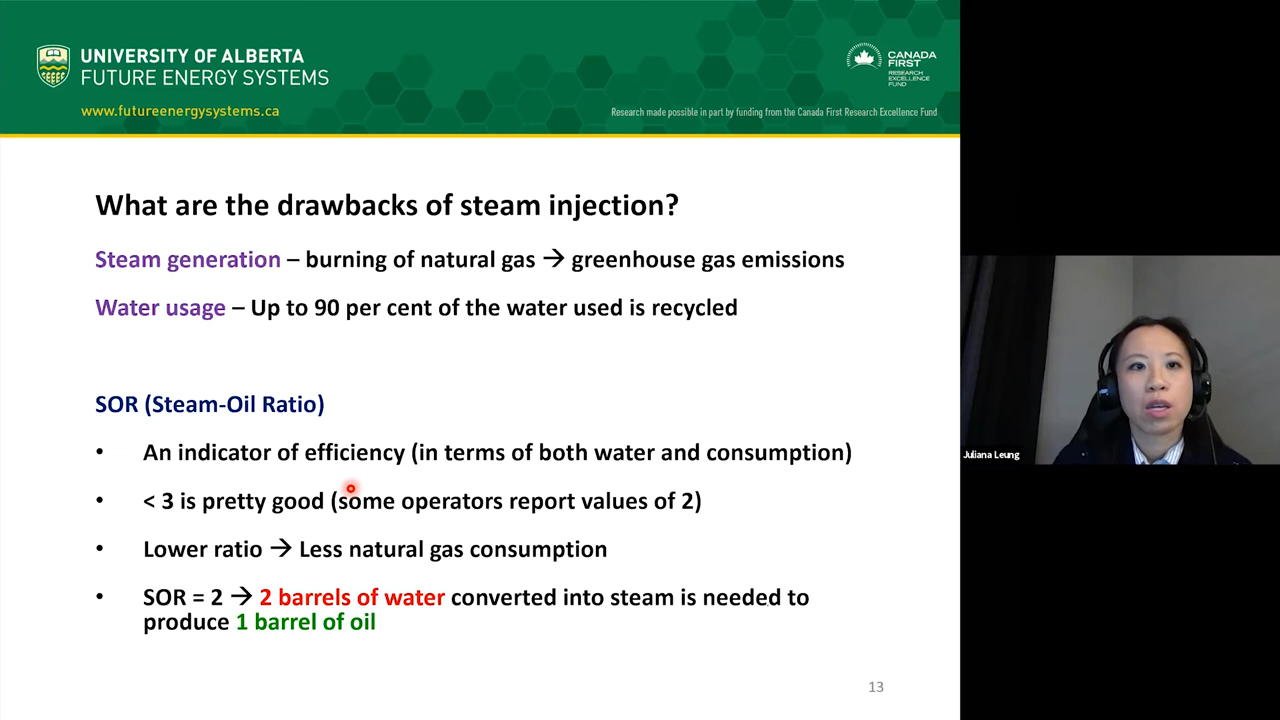 UNIVERSITY OF ALBERTA
FUTURE ENERGY SYSTEMS
www.futureenergysystems.ca
CANADA
FIRST
RESEARCH
EXCELLENCE
FUND
Research made possible in part by funding from the Canada First Research Excellence Fund
What are the drawbacks of steam injection?
Steam generation – burning of natural gas → greenhouse gas emissions
Water usage – Up to 90 per cent of the water used is recycled
SOR (Steam-Oil Ratio)
• An indicator of efficiency (in terms of both water and consumption)
• < 3 is pretty good (some operators report values of 2)
• Lower ratio → Less natural gas consumption
• SOR = 2 → 2 barrels of water converted into steam is needed to
produce 1 barrel of oil
13
Juliana Leung